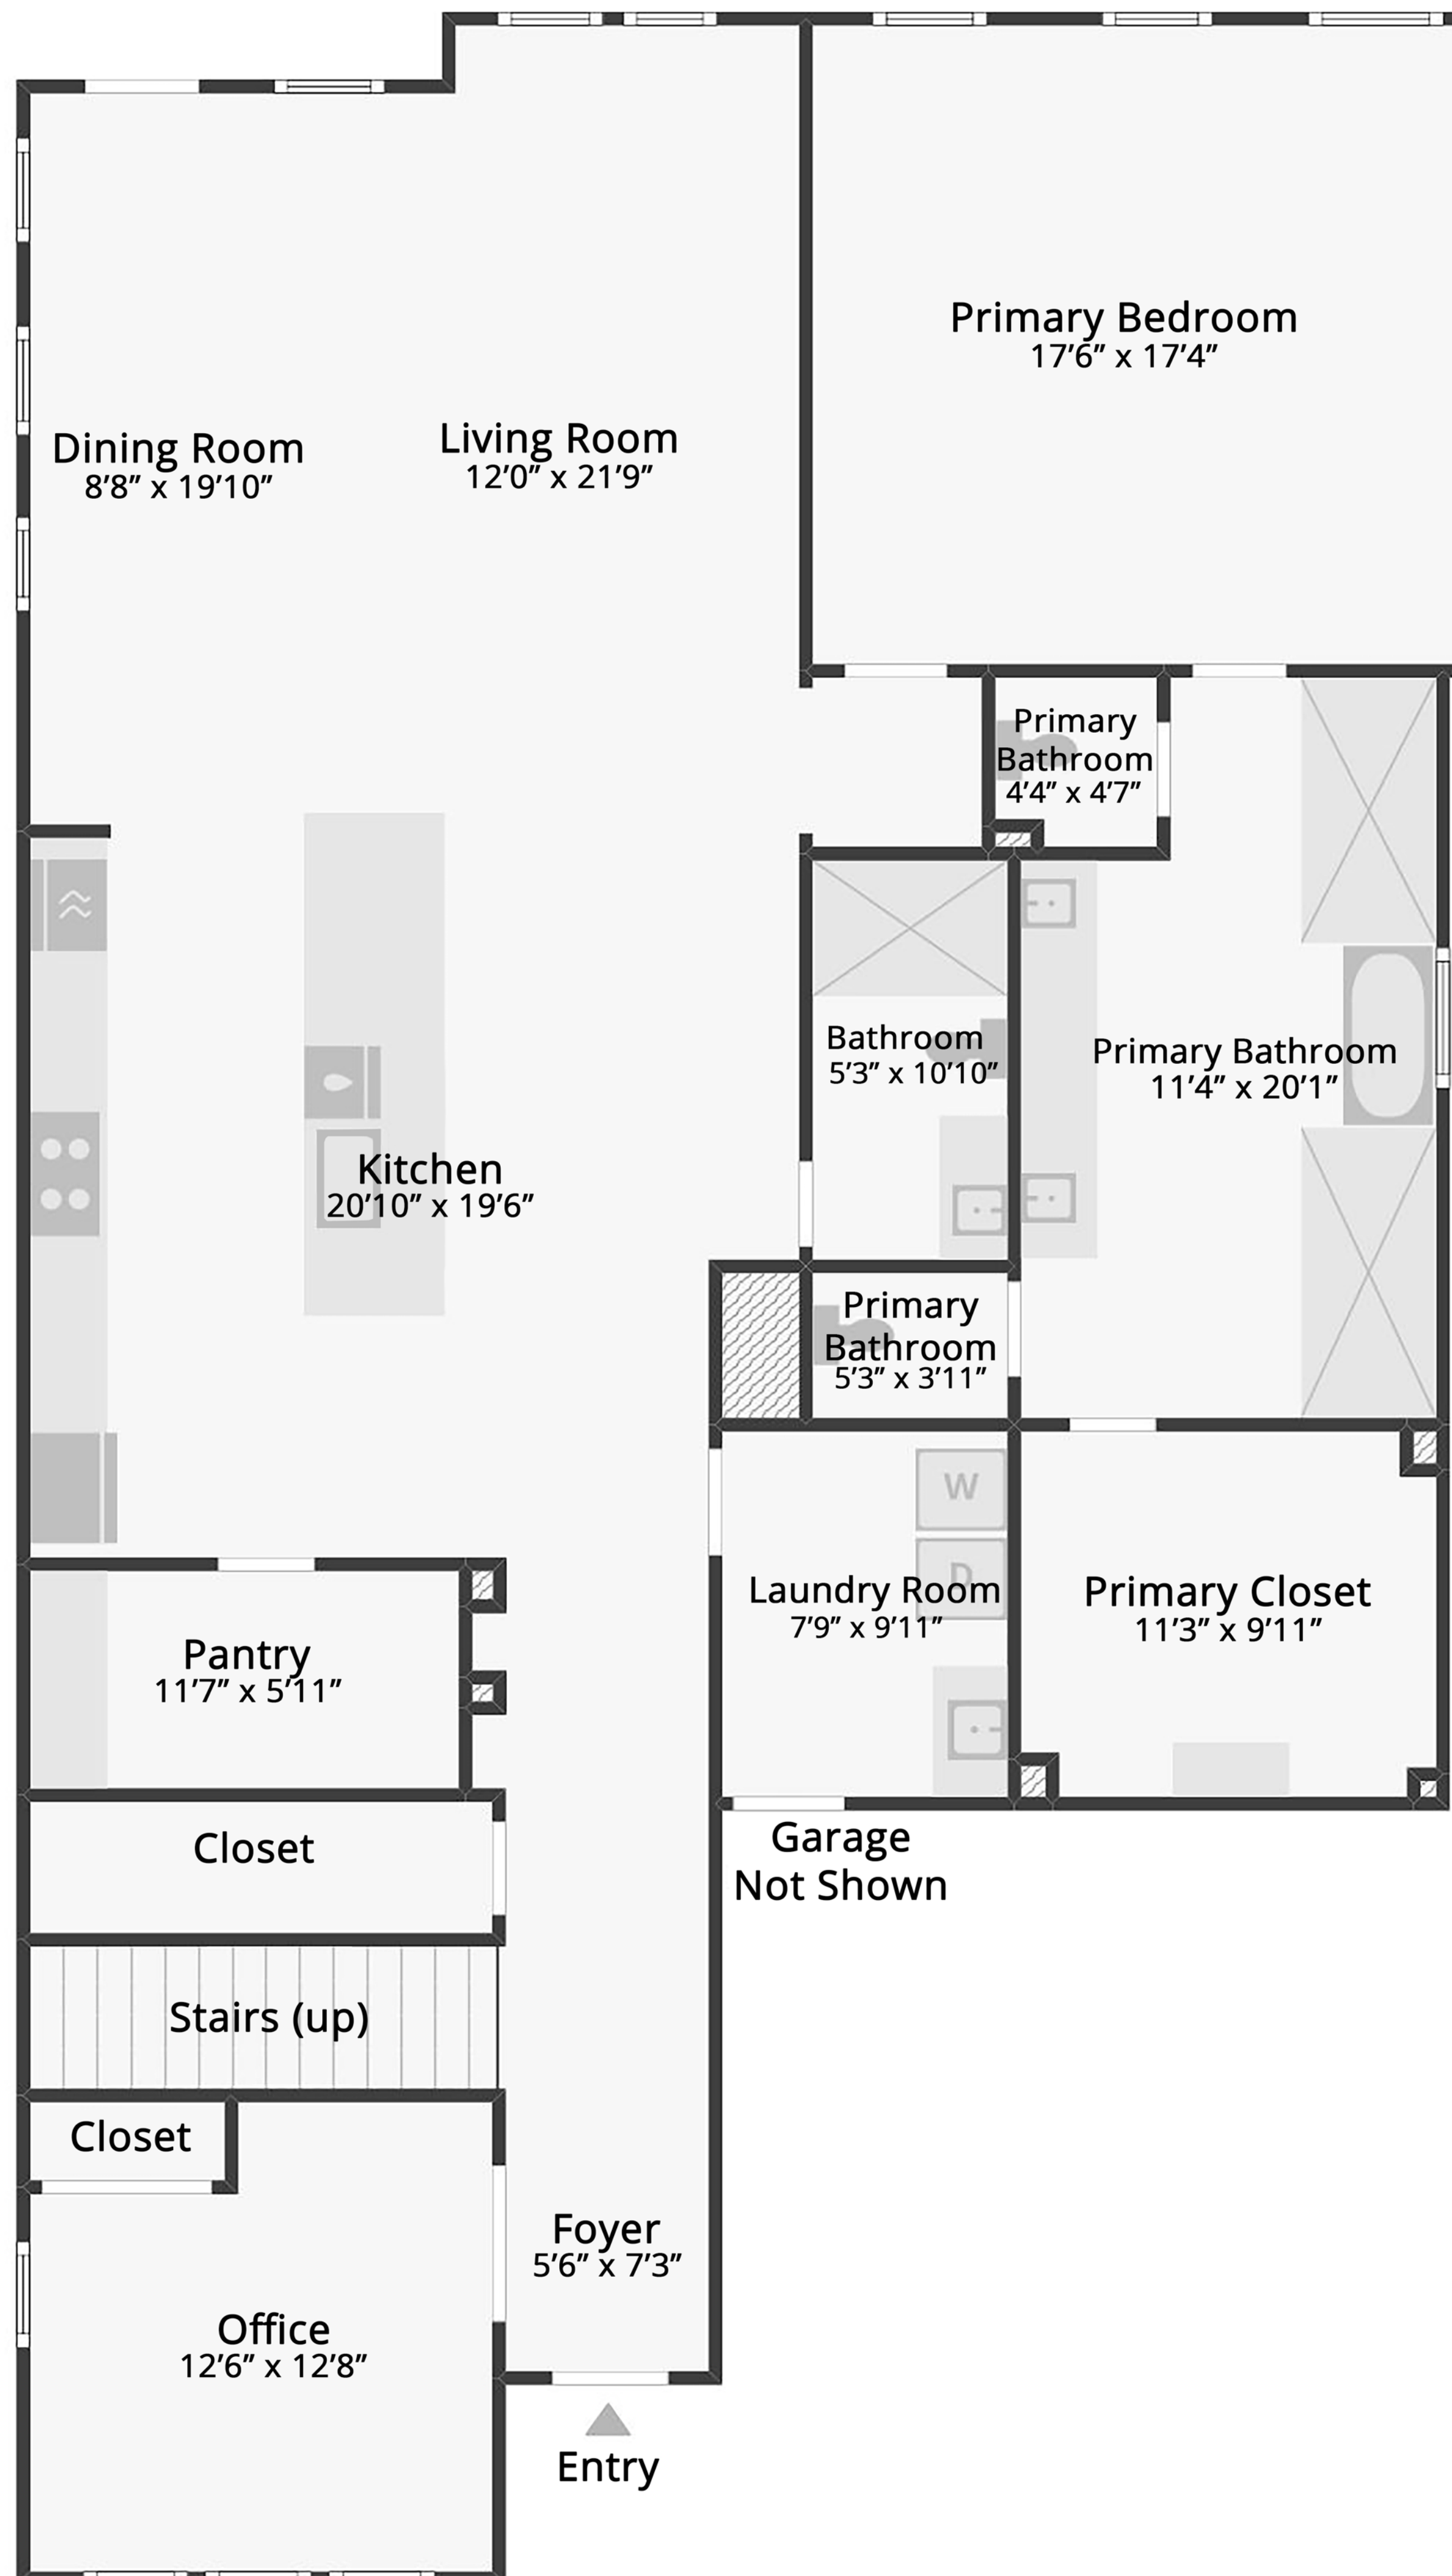 Primary Bedroom
17’6” x 17’4”
Dining Room
8’8” x 19’10”
Living Room
12’0” x 21’9”
Primary
Bathroom
4’4” x 4’7”
Bathroom
5’3” x 10’10”
Primary Bathroom
11’4” x 20’1”
Kitchen
20’10” x 19’6”
Primary
Bathroom
5’3” x 3’11”
W
D
Laundry Room
7’9” x 9’11”
Primary Closet
11’3” x 9’11”
Pantry
11’7” x 5’11”
Closet
Garage
Not Shown
Stairs (up)
Closet
Foyer
5’6” x 7’3”
Office
12’6” x 12’8”
Entry